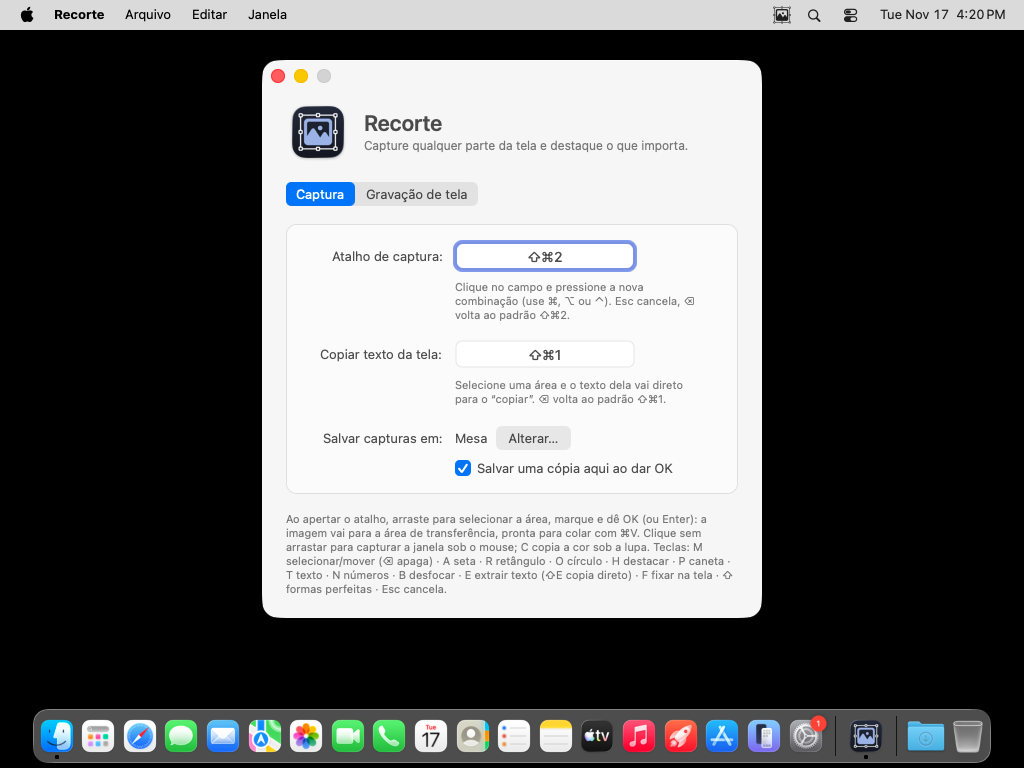 Recorte Arquivo Editar Janela Tue Nov 17 4:20 PM
Recorte
Capture qualquer parte da tela e destaque o que importa.
Captura Gravação de tela
Atalho de captura: ⇧⌘2
Clique no campo e pressione a nova
combinação (use ⌘, ⌥ ou ⌃). Esc cancela, ⌫
volta ao padrão ⇧⌘2.
Copiar texto da tela: ⇧⌘1
Selecione uma área e o texto dela vai direto
para o “copiar”. ⌫ volta ao padrão ⇧⌘1.
Salvar capturas em: Mesa Alterar...
Salvar uma cópia aqui ao dar OK
Ao apertar o atalho, arraste para selecionar a área, marque e dê OK (ou Enter): a
imagem vai para a área de transferência, pronta para colar com ⌘V. Clique sem
arrastar para capturar a janela sob o mouse; C copia a cor sob a lupa. Teclas: M
selecionar/mover (⌫ apaga) · A seta · R retângulo · O círculo · H destacar · P caneta ·
T texto · N números · B desfocar · E extrair texto (⇧E copia direto) · F fixar na tela · ⇧
formas perfeitas · Esc cancela.
Tue
17
tv
1